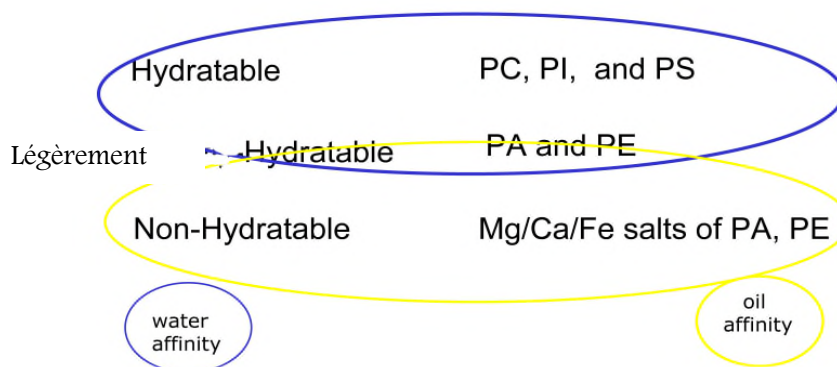 Hydratable PC, PI, and PS
Légèrement -Hydratable PA and PE
Non-Hydratable Mg/Ca/Fe salts of PA, PE
water
affinity
oil
affinity